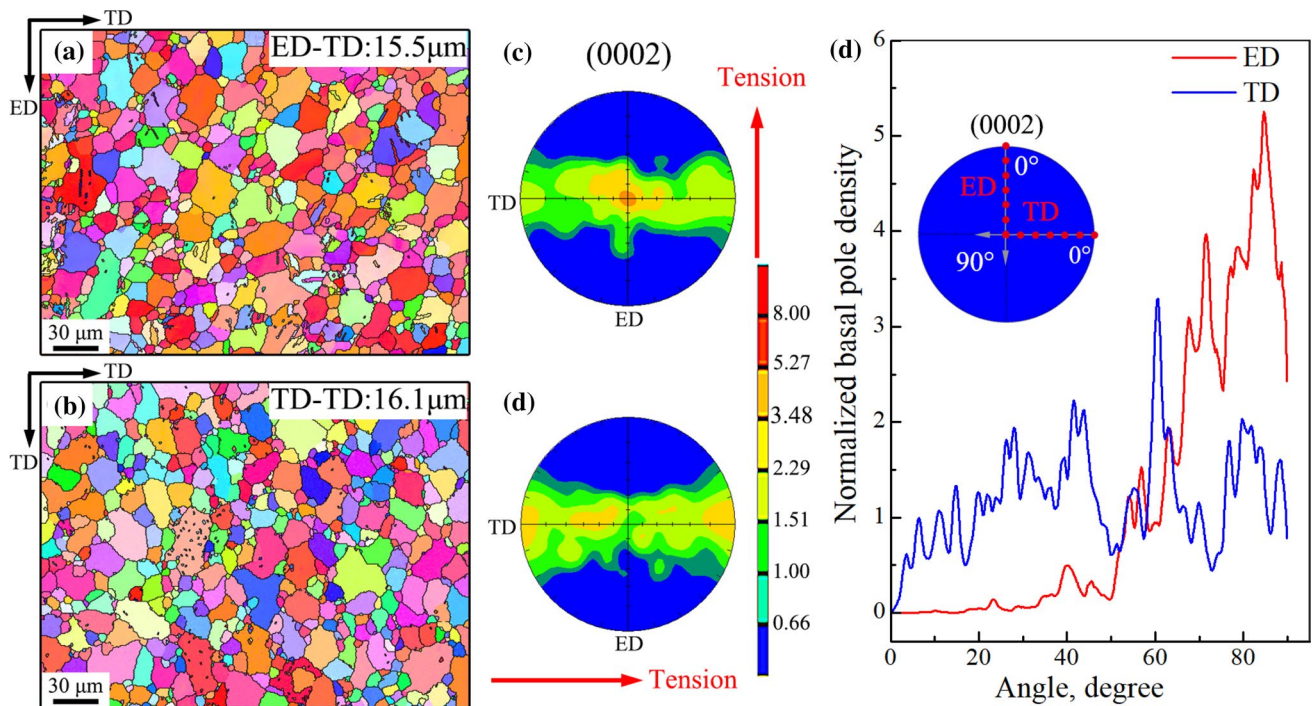 TD
(a)
ED-TD:15.5μm
ED
30 μm
TD
(b)
TD-TD:16.1μm
TD
30 μm
(c)
(0002)
Tension
TD
ED
8.00
5.27
3.48
2.29
1.51
1.00
0.66
(d)
TD
ED
Tension
(d)
6
5
4
3
2
1
0
Normalized basal pole density
ED
TD
(0002)
0°
ED
TD
90°
0°
0
20
40
60
80
Angle, degree